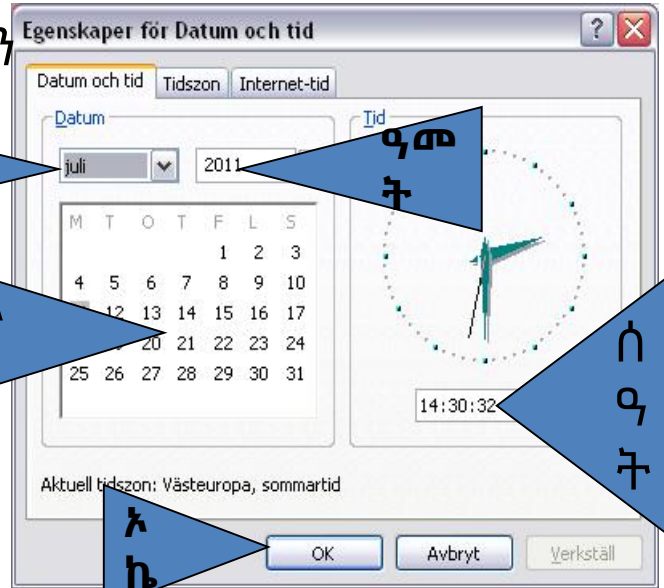 Egenskaper för Datum och tid
Datum och tid Tidszon Internet-tid
Datum
juli 2011
M T O T F L S
1 2 3
4 5 6 7 8 9 10
12 13 14 15 16 17
20 21 22 23 24
25 26 27 28 29 30 31
Tid
ዓመ
ት
14:30:32
ሰ
ዓ
ት
Aktuell tidszon: Västeuropa, sommartid
ኦ
ኬ
OK Avbryt Verkställ